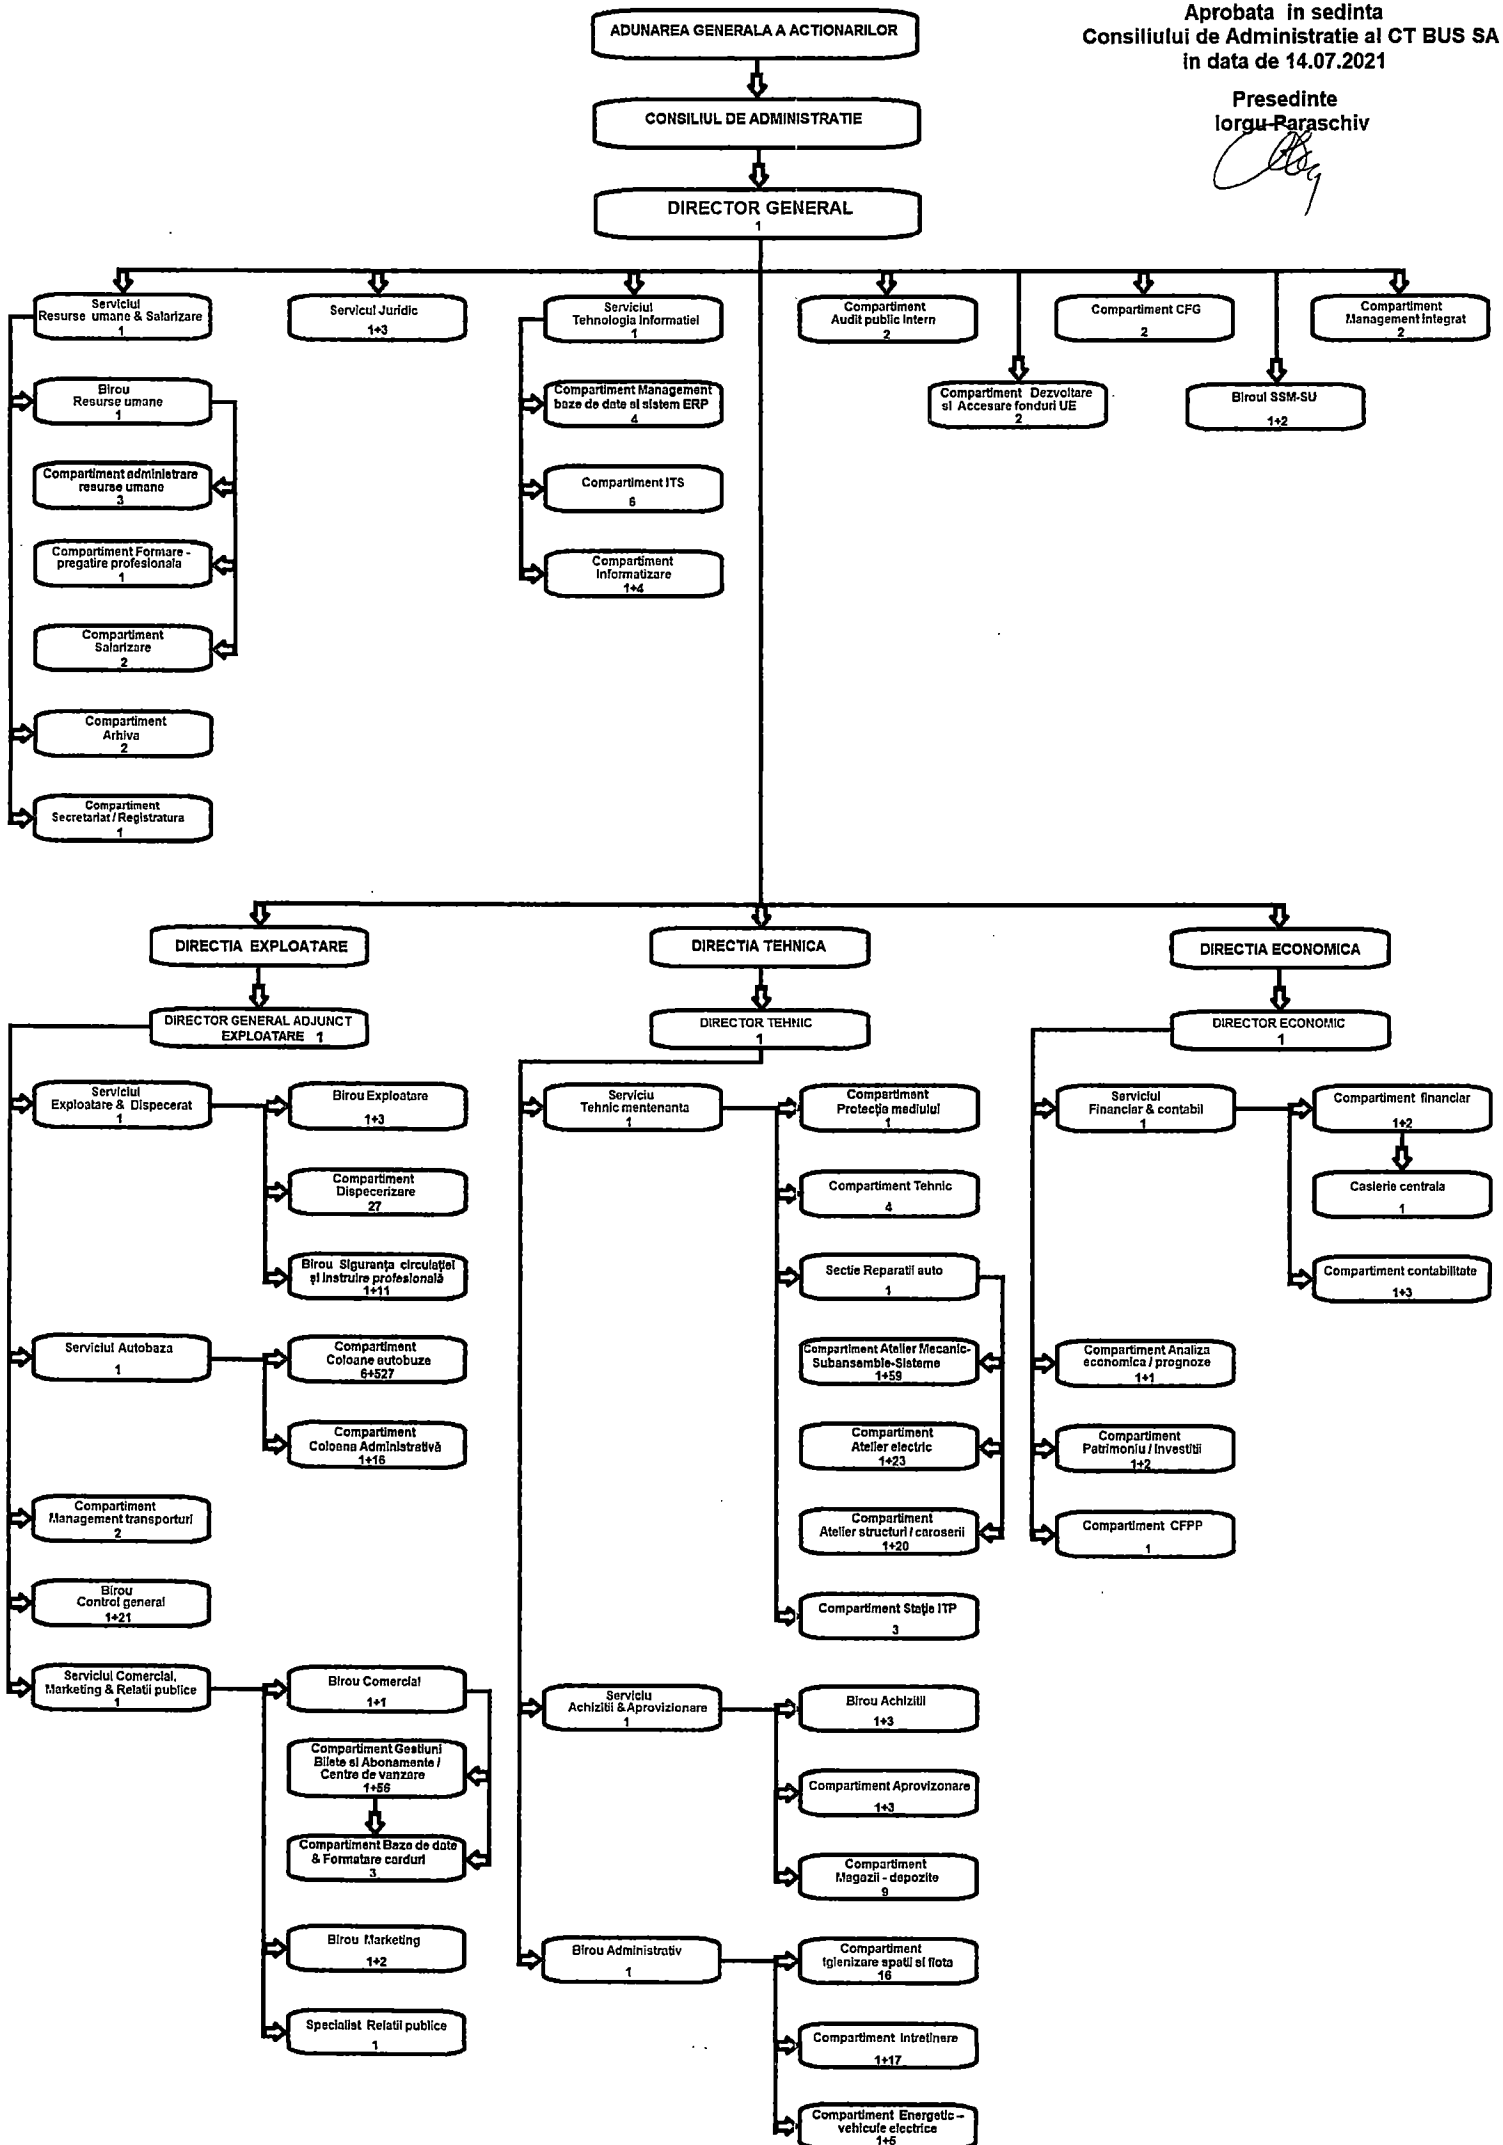 Aprobata in sedinta
Consiliului de Administratie al CT BUS SA
in data de 14.07.2021
Presedinte
Iorgu Paraschiv
ADUNAREA GENERALA A ACTIONARILOR
CONSILIUL DE ADMINISTRATIE
DIRECTOR GENERAL
1
Serviciul
Resurse umane & Salarizare
1
Serviciul Juridic
1+3
Serviciul
Tehnologia Informatiei
1
Compartiment
Audit public intern
2
Compartiment CFG
2
Compartiment
Management Integrat
2
Compartiment Dezvoltare
si Accesare fonduri UE
2
Biroul SSM-SU
1+2
Birou
Resurse umane
1
Compartiment administrare
resurse umane
3
Compartiment Formare -
pregatire profesionala
1
Compartiment
Salarizare
2
Compartiment
Arhiva
2
Compartiment
Secretariat / Registratura
1
Compartiment Management
baze de date si sistem ERP
4
Compartiment ITS
6
Compartiment
Informatizare
1+4
DIRECTIA EXPLOATARE
DIRECTIA TEHNICA
DIRECTIA ECONOMICA
DIRECTOR GENERAL ADJUNCT
EXPLOATARE 1
DIRECTOR TEHNIC
1
DIRECTOR ECONOMIC
1
Serviciul
Exploatare & Dispecerat
1
Birou Exploatare
1+3
Compartiment
Dispecerizare
27
Birou Siguranța circulației
și Instruire profesională
1+11
Serviciul Autobaza
1
Compartiment
Coloane autobuze
6+527
Compartiment
Coloana Administrativă
1+16
Compartiment
Management transporturi
2
Birou
Control general
1+21
Serviciul Comercial,
Marketing & Relatii publice
1
Birou Comercial
1+1
Compartiment Gestiuni
Bilete si Abonamente /
Centre de vanzare
1+56
Compartiment Baze de date
& Formatare carduri
3
Birou Marketing
1+2
Specialist Relatii publice
1
Serviciu
Tehnic mentenanta
1
Compartiment
Protecția mediului
1
Compartiment Tehnic
4
Sectie Reparatii auto
1
Compartiment Atelier Mecanic-
Subansamble-Sisteme
1+59
Compartiment
Atelier electric
1+23
Compartiment
Atelier structuri / caroserii
1+20
Compartiment Stație ITP
3
Serviciu
Achizitii & Aprovizionare
1
Birou Achizitii
1+3
Compartiment Aprovizonare
1+3
Compartiment
Magazii - depozite
9
Birou Administrativ
1
Compartiment
Igienizare spatii si flota
16
Compartiment Intretinere
1+17
Compartiment Energetic –
vehicule electrice
1+5
Serviciul
Financiar & contabil
1
Compartiment financiar
1+2
Casierie centrala
1
Compartiment contabilitate
1+3
Compartiment Analiza
economica / prognoze
1+1
Compartiment
Patrimoniu / Investitii
1+2
Compartiment CFPP
1